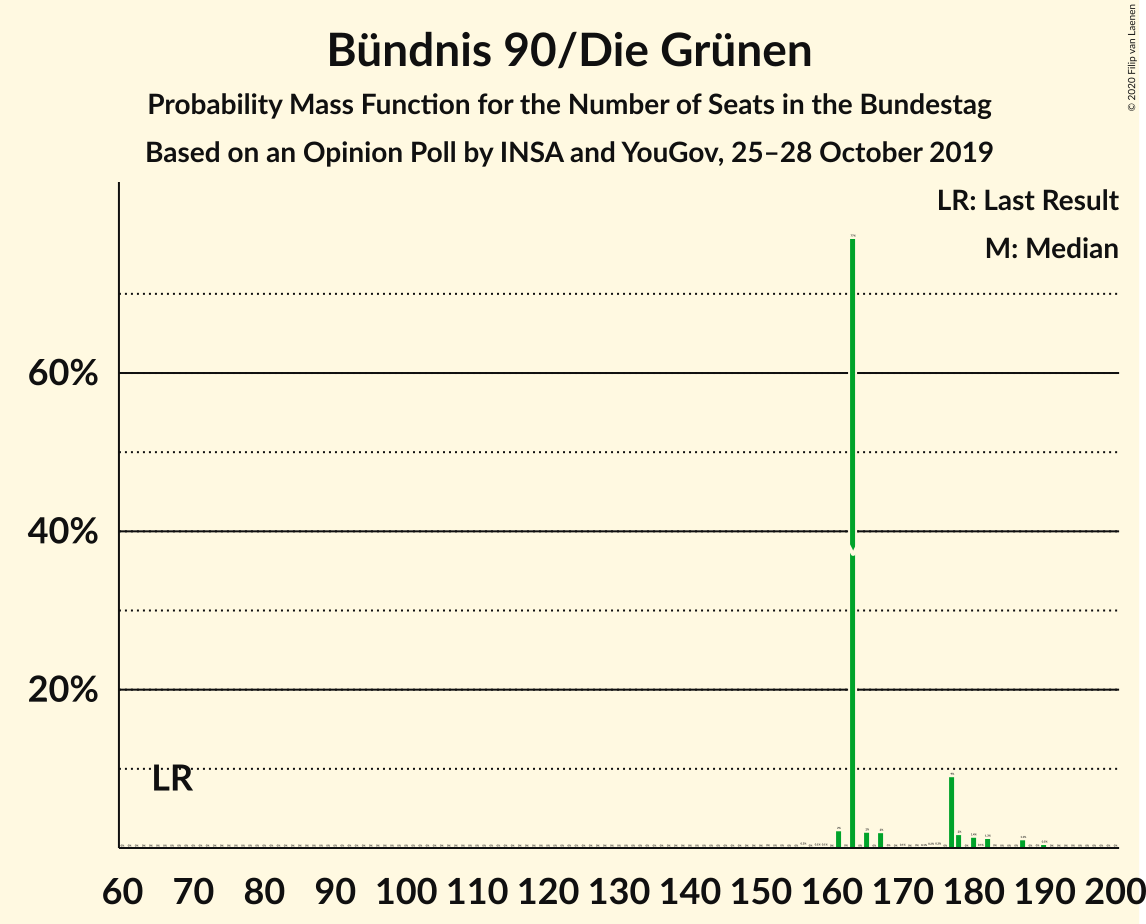 Bündnis 90/Die Grünen
Probability Mass Function for the Number of Seats in the Bundestag
Based on an Opinion Poll by INSA and YouGov, 25–28 October 2019
© 2020 Filip van Laenen
LR: Last Result
M: Median
60%
40%
20%
LR
60 70 80 90 100 110 120 130 140 150 160 170 180 190 200